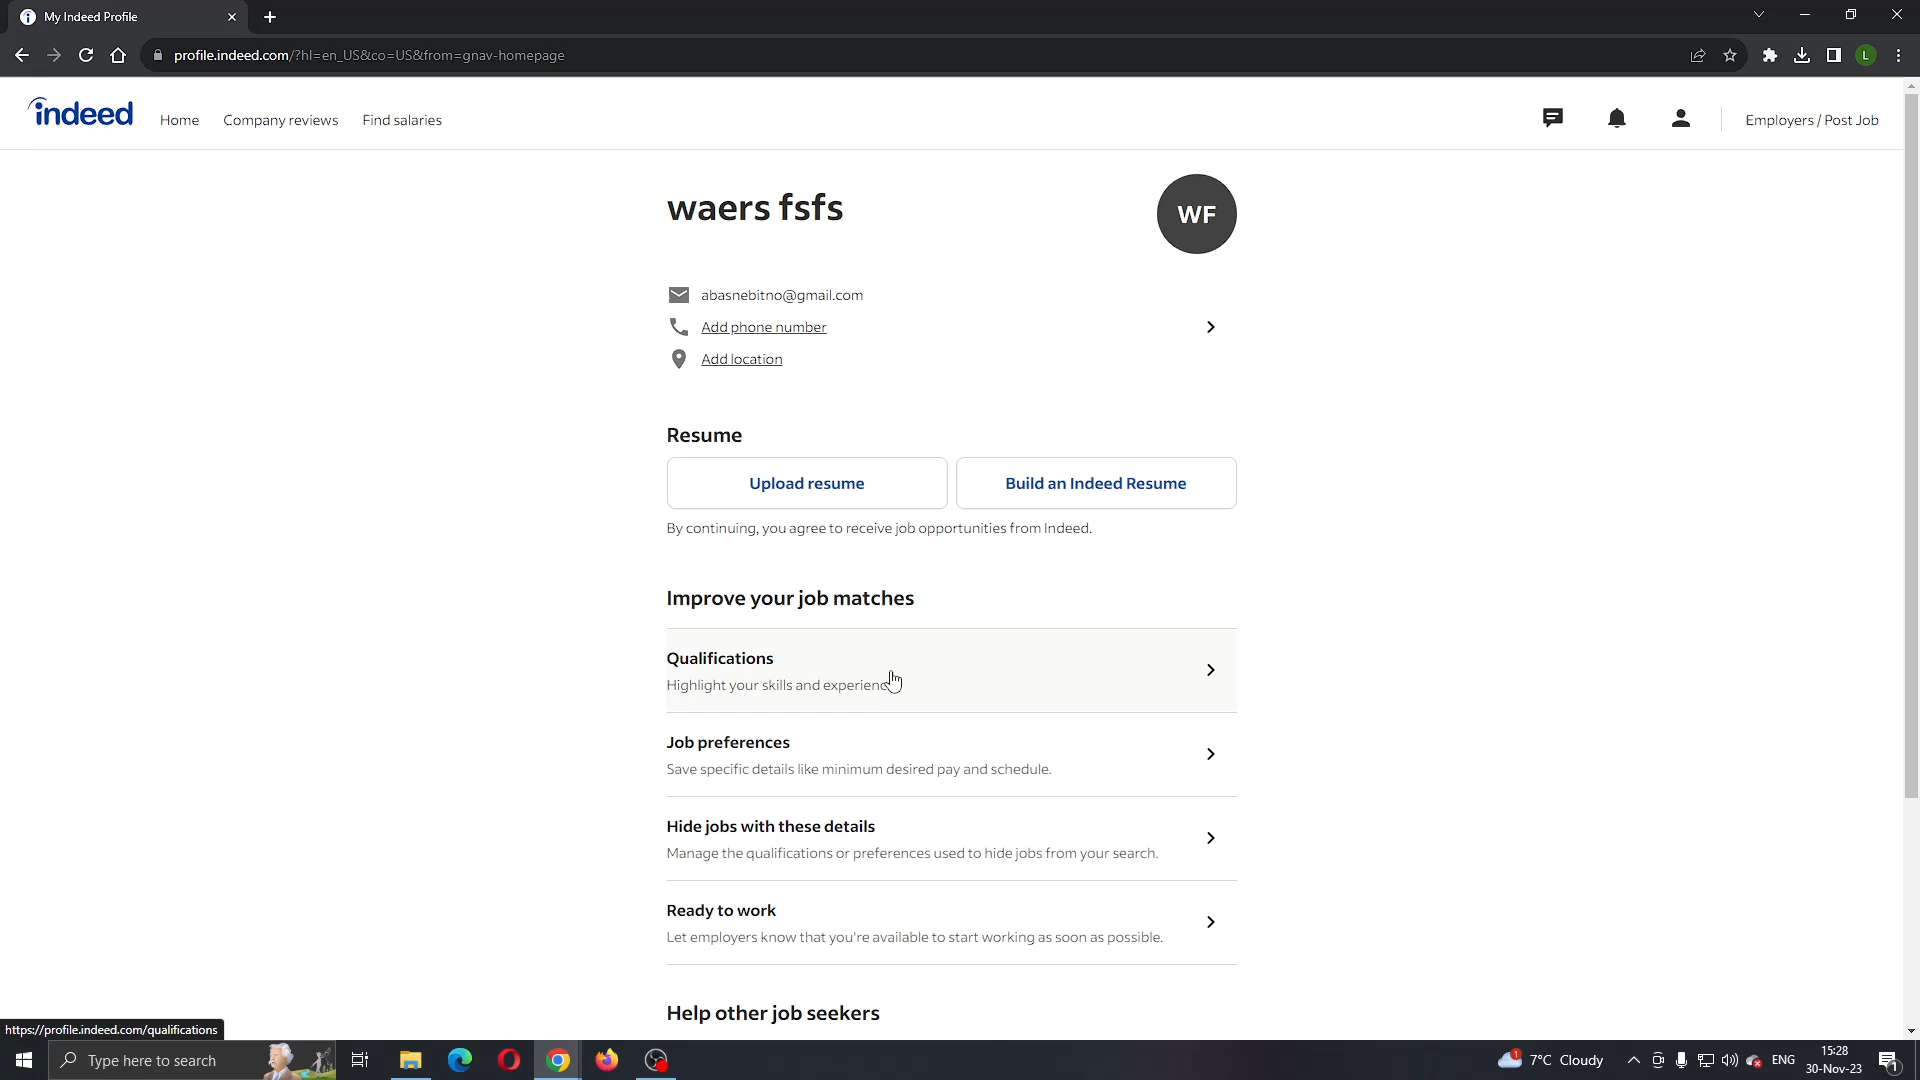 My Indeed Profile
profile.indeed.com/?hl=en_US&co=US&from=gnav-homepage
L
indeed
Home
Company reviews
Find salaries
Employers / Post Job
waers fsfs
WF
abasnebitno@gmail.com
Add phone number
Add location
Resume
Upload resume
Build an Indeed Resume
By continuing, you agree to receive job opportunities from Indeed.
Improve your job matches
Qualifications
Highlight your skills and
Job preferences
Save specific details like minimum desired pay and schedule.
Hide jobs with these details
Manage the qualifications or preferences used to hide jobs from your search.
Ready to work
Let employers know that you're available to start working as soon as possible.
Help other job seekers
https://profile.indeed.com/qualifications
Type here to search
1
7°C Cloudy
ENG
15:28
30-Nov-23
1